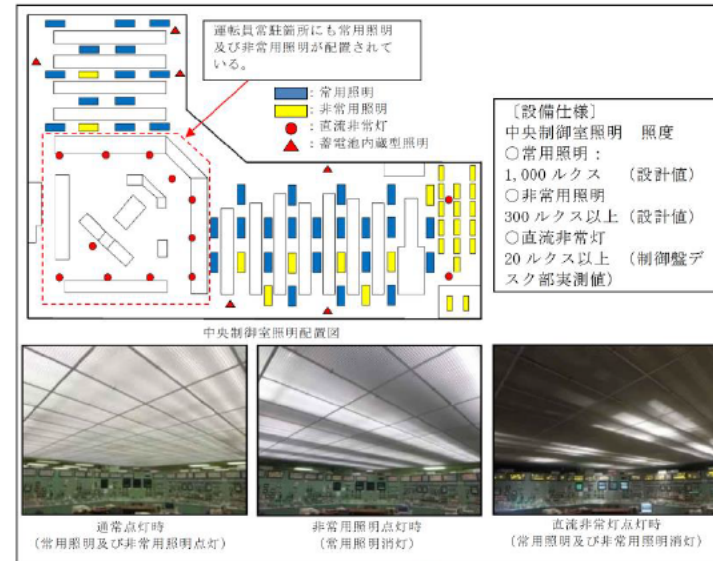 運転員常駐箇所にも常用照明
及び非常用照明が配置されて
いる。
：常用照明
：非常用照明
：直流非常灯
：蓄電池内蔵型照明
〔設備仕様〕
中央制御室照明　照度
○常用照明：
1,000 ルクス　（設計値）
○非常用照明
300 ルクス以上（設計値）
○直流非常灯
20 ルクス以上　（制御盤デ
スク部実測値）
中央制御室照明配置図
通常点灯時
（常用照明及び非常用照明点灯）
非常用照明点灯時
（常用照明消灯）
直流非常灯点灯時
（常用照明及び非常用照明消灯）